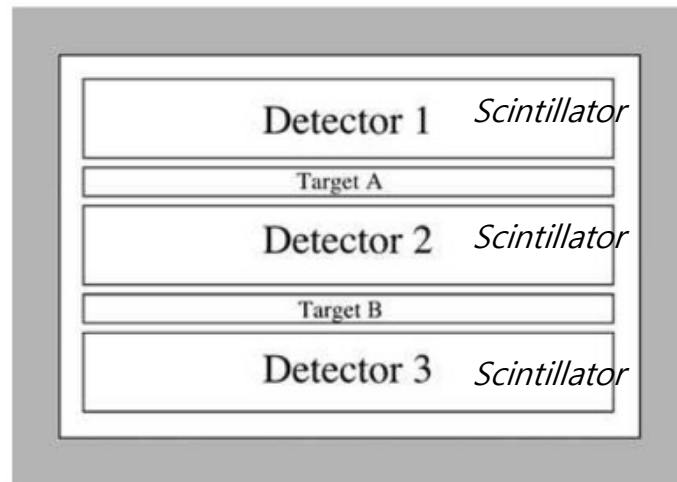 Detector 1 Scintillator
Target A
Detector 2 Scintillator
Target B
Detector 3 Scintillator